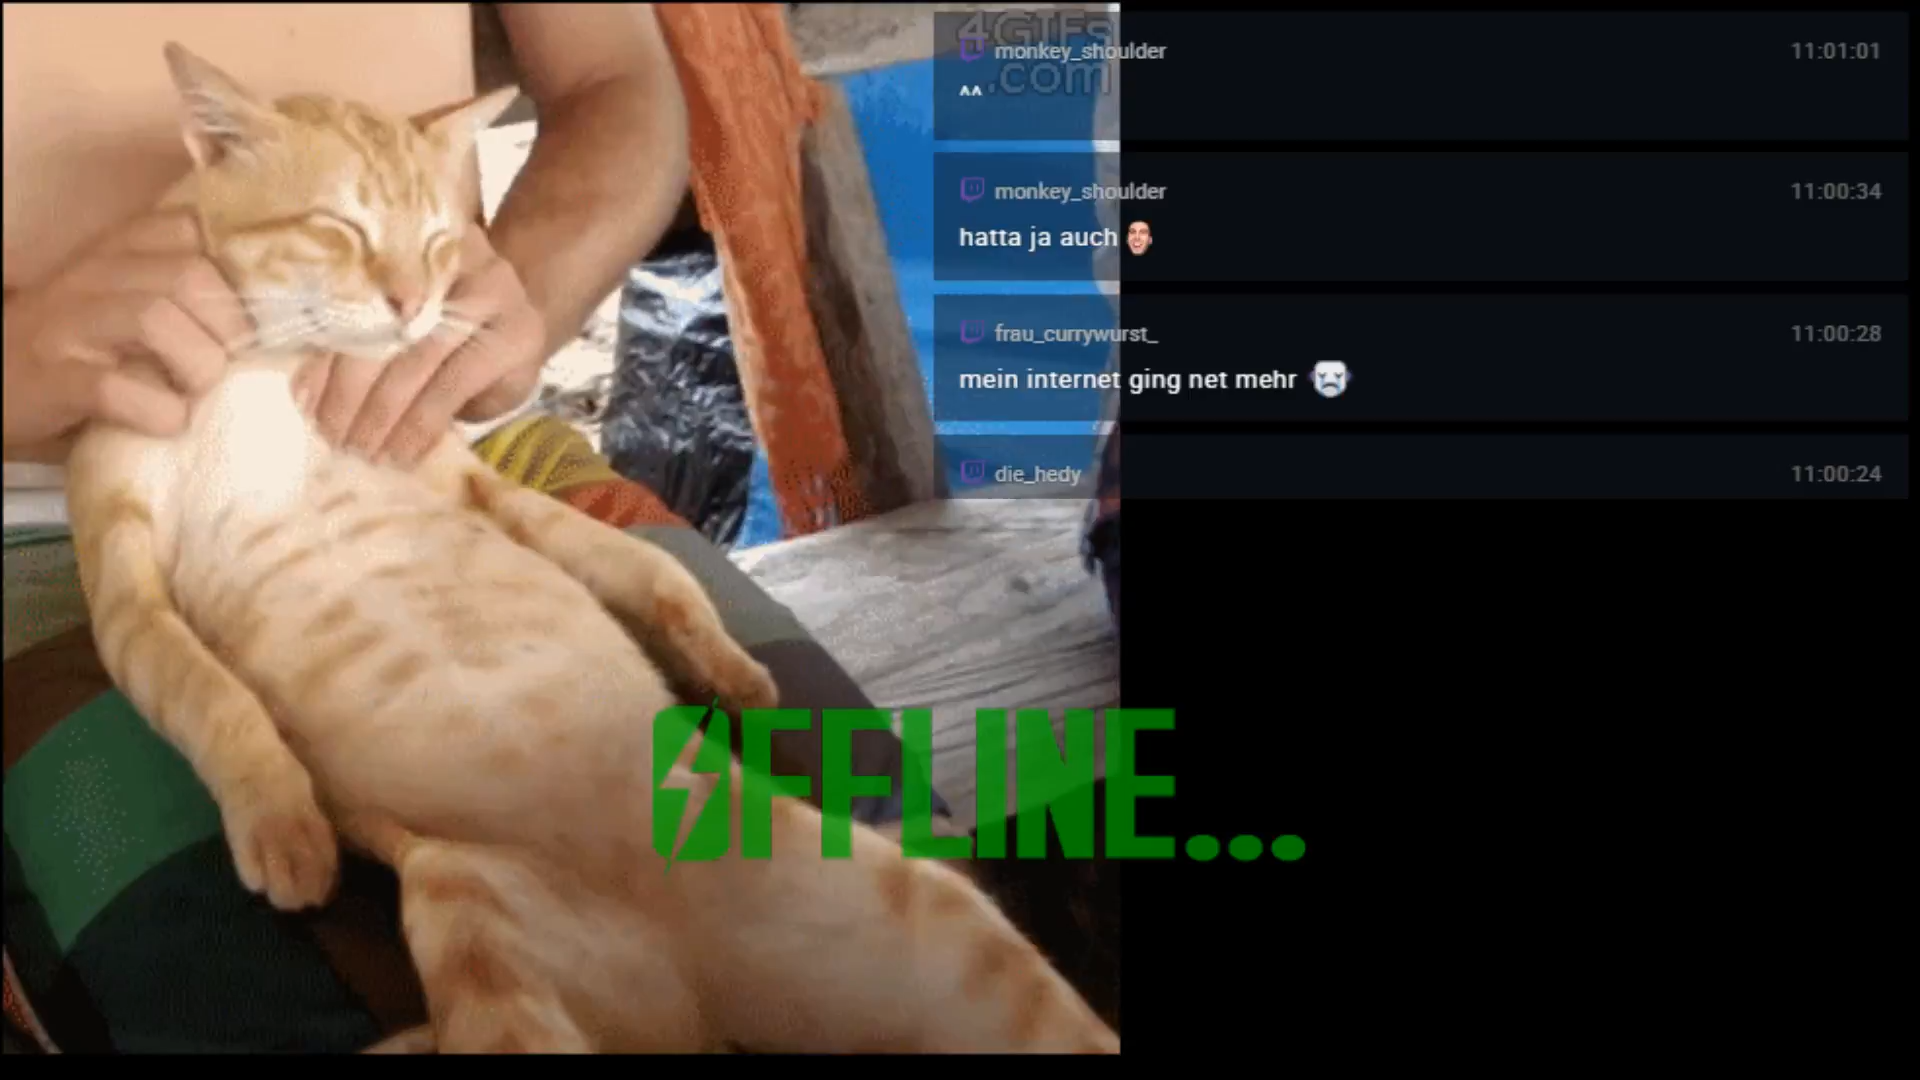 4GIFs
.com
monkey_shoulder 11:01:01
^^
monkey_shoulder 11:00:34
hatta ja auch
frau_currywurst_ 11:00:28
mein internet ging net mehr
die_hedy 11:00:24
OFFLINE...